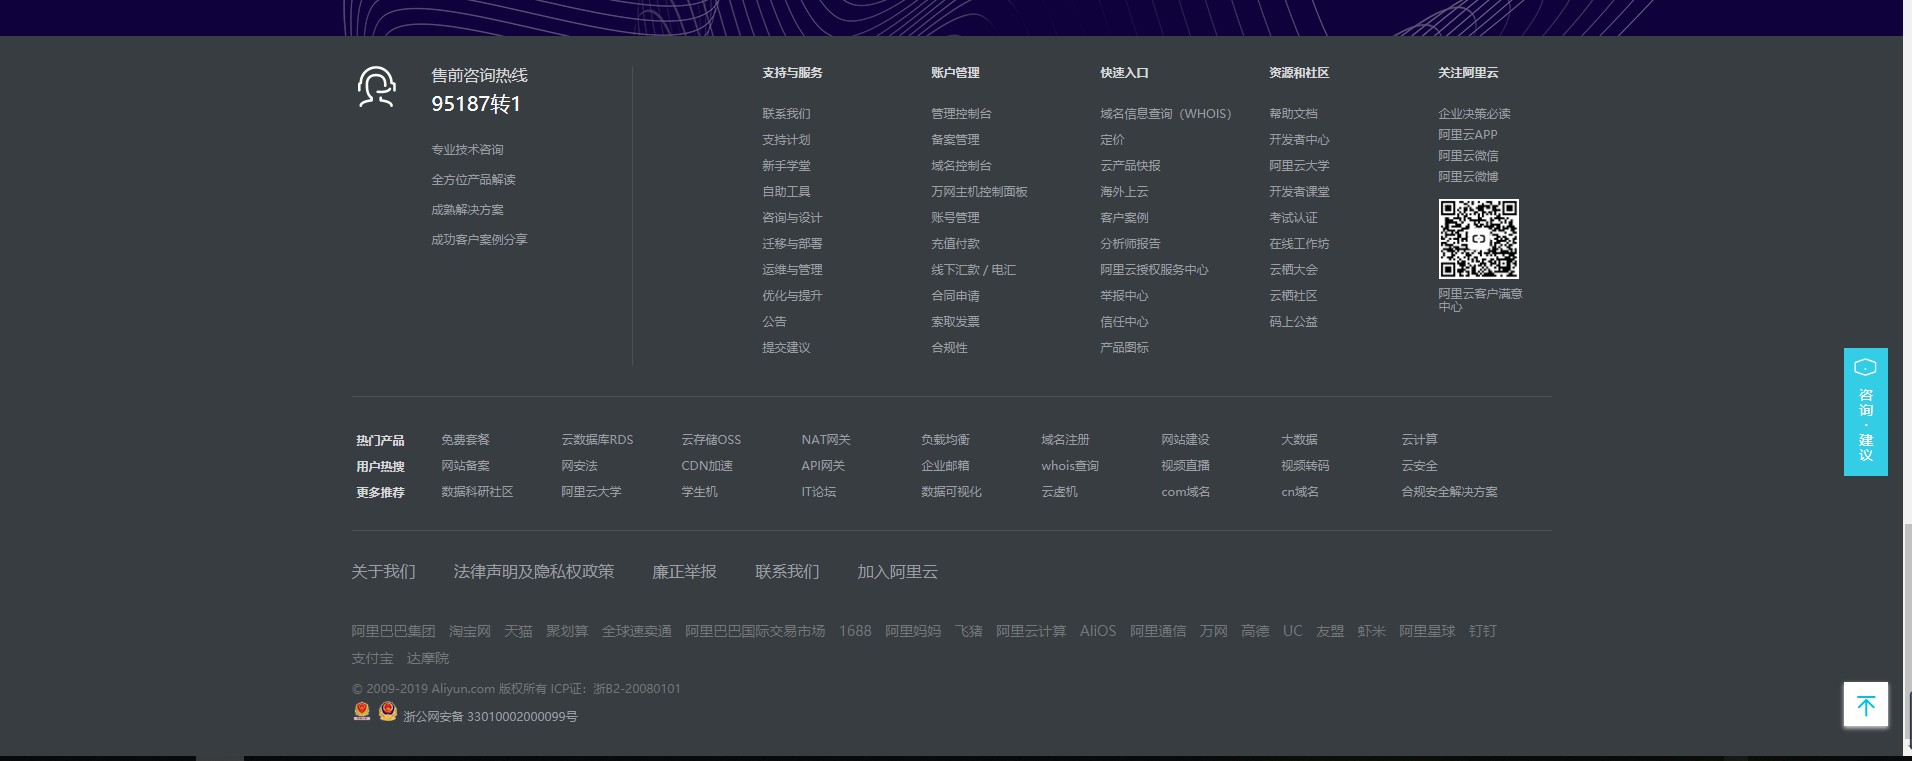 售前咨询热线
95187转1
专业技术咨询
全方位产品解读
成熟解决方案
成功客户案例分享
支持与服务
联系我们
支持计划
新手学堂
自助工具
咨询与设计
迁移与部署
运维与管理
优化与提升
公告
提交建议
账户管理
管理控制台
备案管理
域名控制台
万网主机控制面板
账号管理
充值付款
线下汇款 / 电汇
合同申请
索取发票
合规性
快速入口
域名信息查询（WHOIS）
定价
云产品快报
海外上云
客户案例
分析师报告
阿里云授权服务中心
举报中心
信任中心
产品图标
资源和社区
帮助文档
开发者中心
阿里云大学
开发者课堂
考试认证
在线工作坊
云栖大会
云栖社区
码上公益
关注阿里云
企业决策必读
阿里云APP
阿里云微信
阿里云微博
阿里云客户满意
中心
咨询·建议
热门产品 免费套餐 云数据库RDS 云存储OSS NAT网关 负载均衡 域名注册 网站建设 大数据 云计算
用户热搜 网站备案 网安法 CDN加速 API网关 企业邮箱 whois查询 视频直播 视频转码 云安全
更多推荐 数据科研社区 阿里云大学 学生机 IT论坛 数据可视化 云虚机 com域名 cn域名 合规安全解决方案
关于我们 法律声明及隐私权政策 廉正举报 联系我们 加入阿里云
阿里巴巴集团 淘宝网 天猫 聚划算 全球速卖通 阿里巴巴国际交易市场 1688 阿里妈妈 飞猪 阿里云计算 AliOS 阿里通信 万网 高德 UC 友盟 虾米 阿里星球 钉钉
支付宝 达摩院
© 2009-2019 Aliyun.com 版权所有 ICP证：浙B2-20080101
浙公网安备 33010002000099号